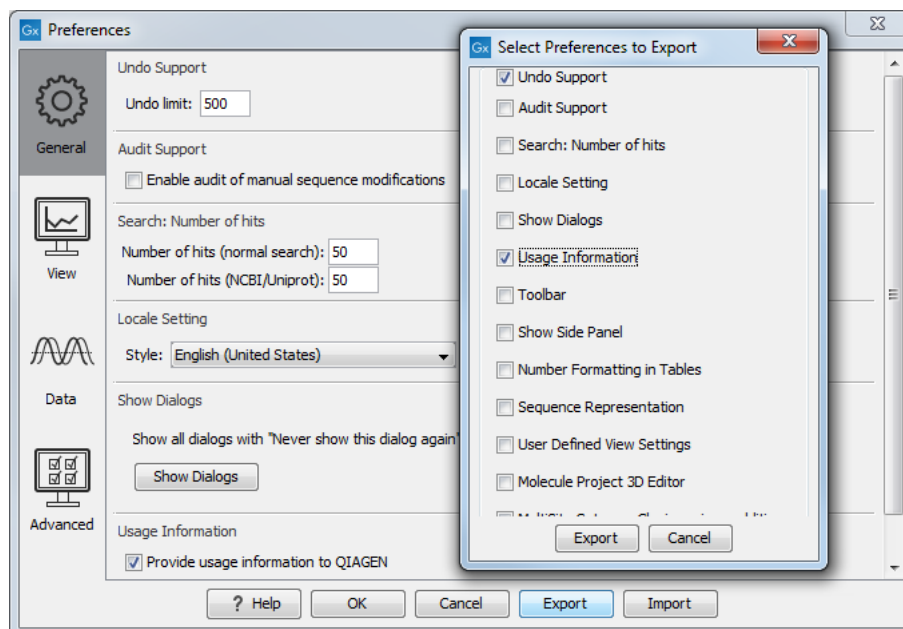 Gx Preferences
General
View
Data
Advanced
Undo Support
Undo limit: 500
Audit Support
Enable audit of manual sequence modifications
Search: Number of hits
Number of hits (normal search): 50
Number of hits (NCBI/Uniprot): 50
Locale Setting
Style: English (United States)
Show Dialogs
Show all dialogs with "Never show this dialog again"
Show Dialogs
Usage Information
Provide usage information to QIAGEN
? Help OK Cancel Export Import
Gx Select Preferences to Export
Undo Support
Audit Support
Search: Number of hits
Locale Setting
Show Dialogs
Usage Information
Toolbar
Show Side Panel
Number Formatting in Tables
Sequence Representation
User Defined View Settings
Molecule Project 3D Editor
Export Cancel